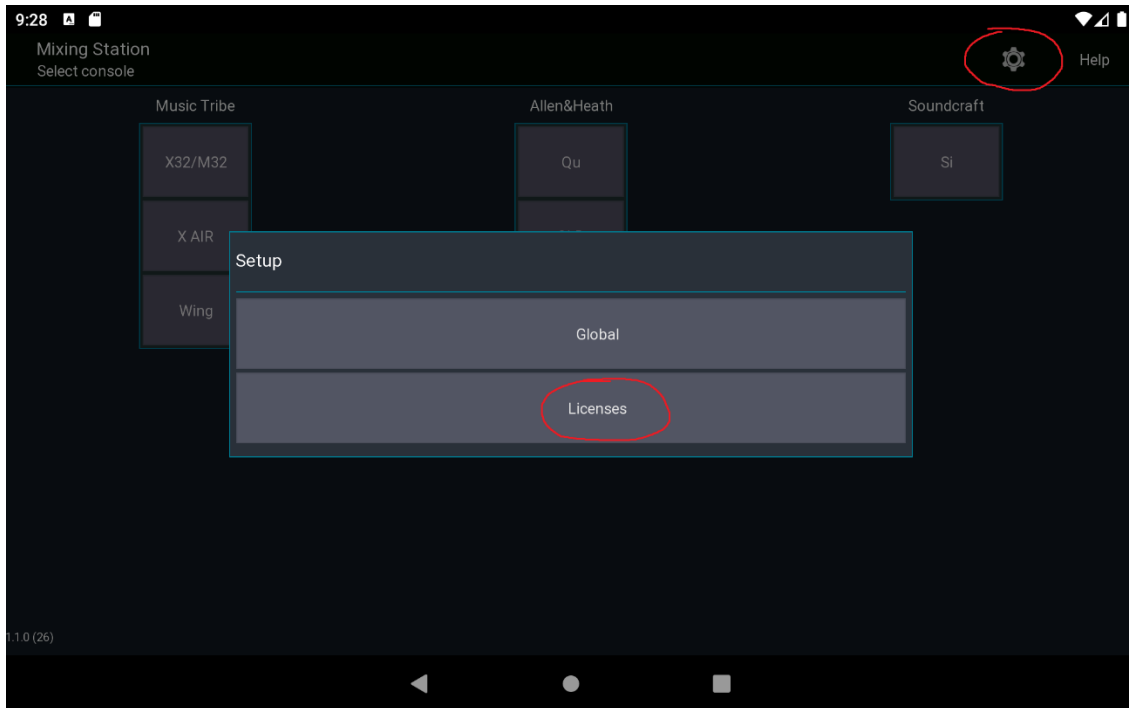 9:28
Mixing Station
Select console
Help
Music Tribe
Allen&Heath
Soundcraft
X32/M32
Qu
Si
X AIR
Wing
Setup
Global
Licenses
1.1.0 (26)